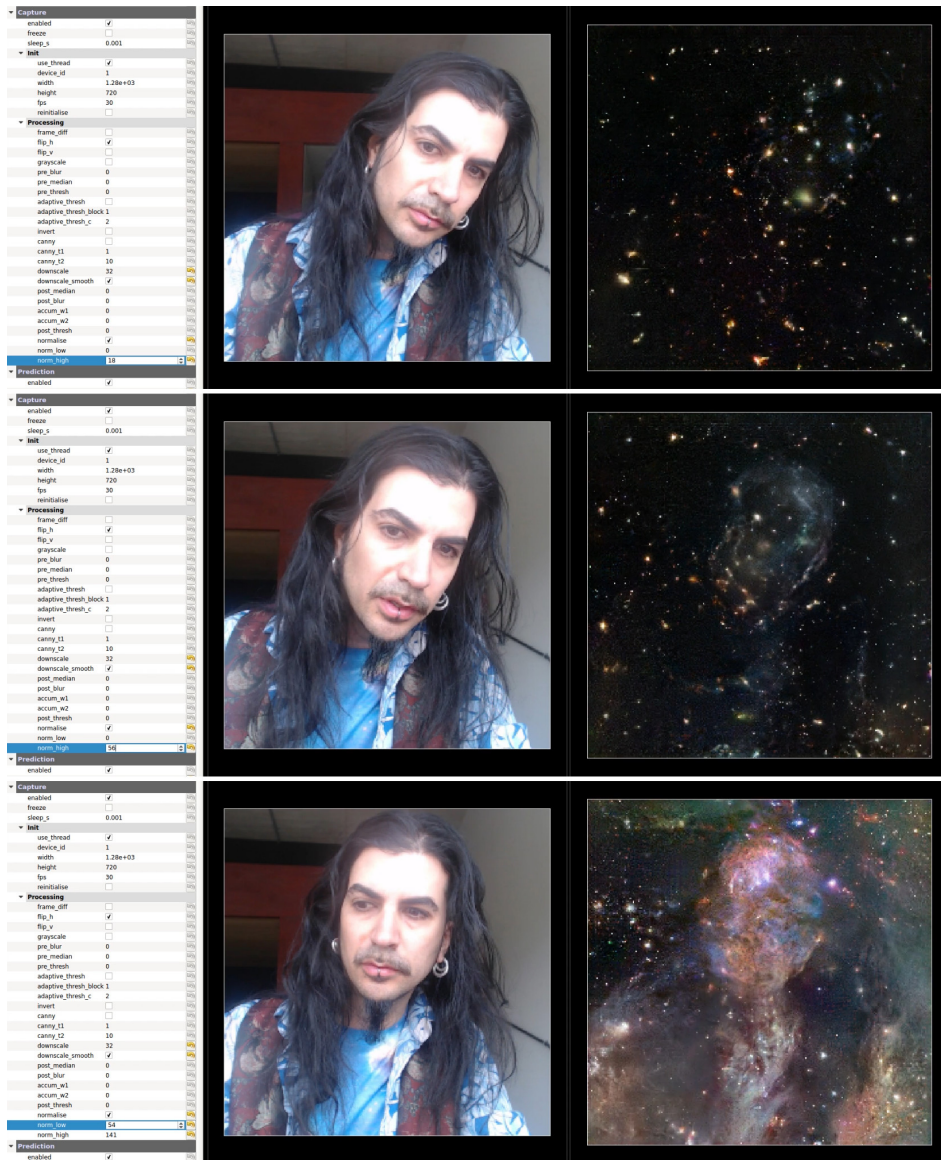 Capture
enabled
freeze
sleep_s 0.001
Init
use_thread
device_id 1
width 1.28e+03
height 720
fps 30
reinitialise
Processing
frame_diff
flip_h
flip_v
grayscale
pre_blur 0
pre_median 0
pre_thresh 0
adaptive_thresh
adaptive_thresh_block 1
adaptive_thresh_c 2
invert
canny
canny_t1 1
canny_t2 10
downscale 32
downscale_smooth
post_median 0
post_blur 0
accum_w1 0
accum_w2 0
post_thresh 0
normalise
norm_low 0
norm_high 18
Prediction
enabled
Capture
enabled
freeze
sleep_s 0.001
Init
use_thread
device_id 1
width 1.28e+03
height 720
fps 30
reinitialise
Processing
frame_diff
flip_h
flip_v
grayscale
pre_blur 0
pre_median 0
pre_thresh 0
adaptive_thresh
adaptive_thresh_block 1
adaptive_thresh_c 2
invert
canny
canny_t1 1
canny_t2 10
downscale 32
downscale_smooth
post_median 0
post_blur 0
accum_w1 0
accum_w2 0
post_thresh 0
normalise
norm_low 0
norm_high 56
Prediction
enabled
Capture
enabled
freeze
sleep_s 0.001
Init
use_thread
device_id 1
width 1.28e+03
height 720
fps 30
reinitialise
Processing
frame_diff
flip_h
flip_v
grayscale
pre_blur 0
pre_median 0
pre_thresh 0
adaptive_thresh
adaptive_thresh_block 1
adaptive_thresh_c 2
invert
canny
canny_t1 1
canny_t2 10
downscale 32
downscale_smooth
post_median 0
post_blur 0
accum_w1 0
accum_w2 0
post_thresh 0
normalise
norm_low 54
norm_high 141
Prediction
enabled